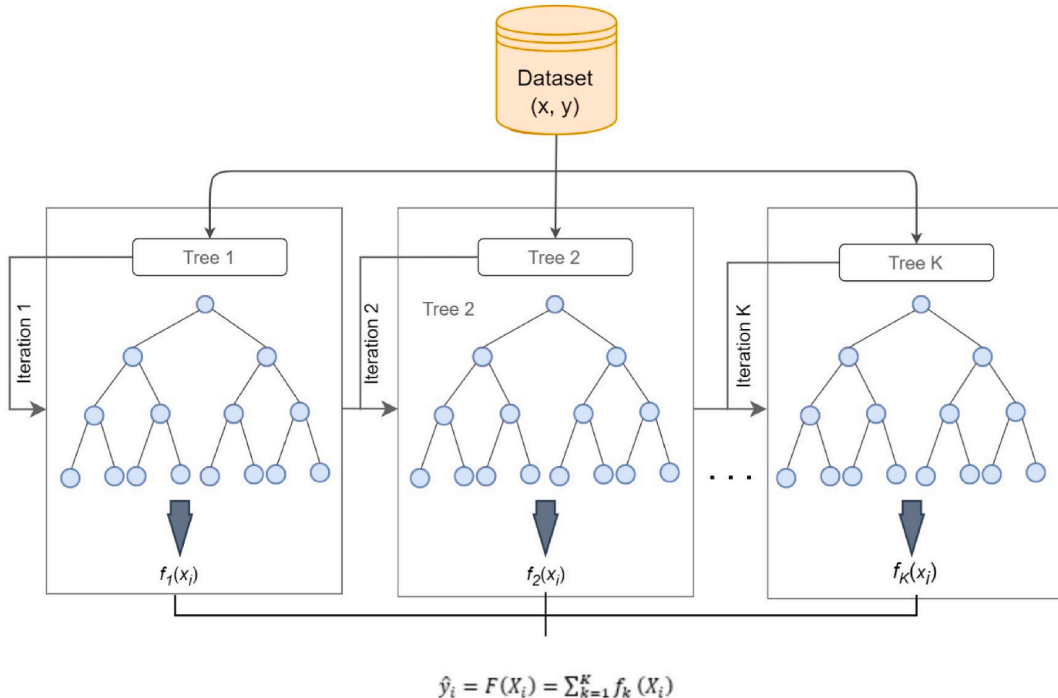 Dataset
(x, y)
Tree 1
Tree 2
Tree K
Iteration 1
Iteration 2
Tree 2
Iteration K
. . .
f₁(xᵢ)
f₂(xᵢ)
f_K(xᵢ)
ŷᵢ = F(Xᵢ) = ∑ᴷₖ₌₁ fₖ (Xᵢ)